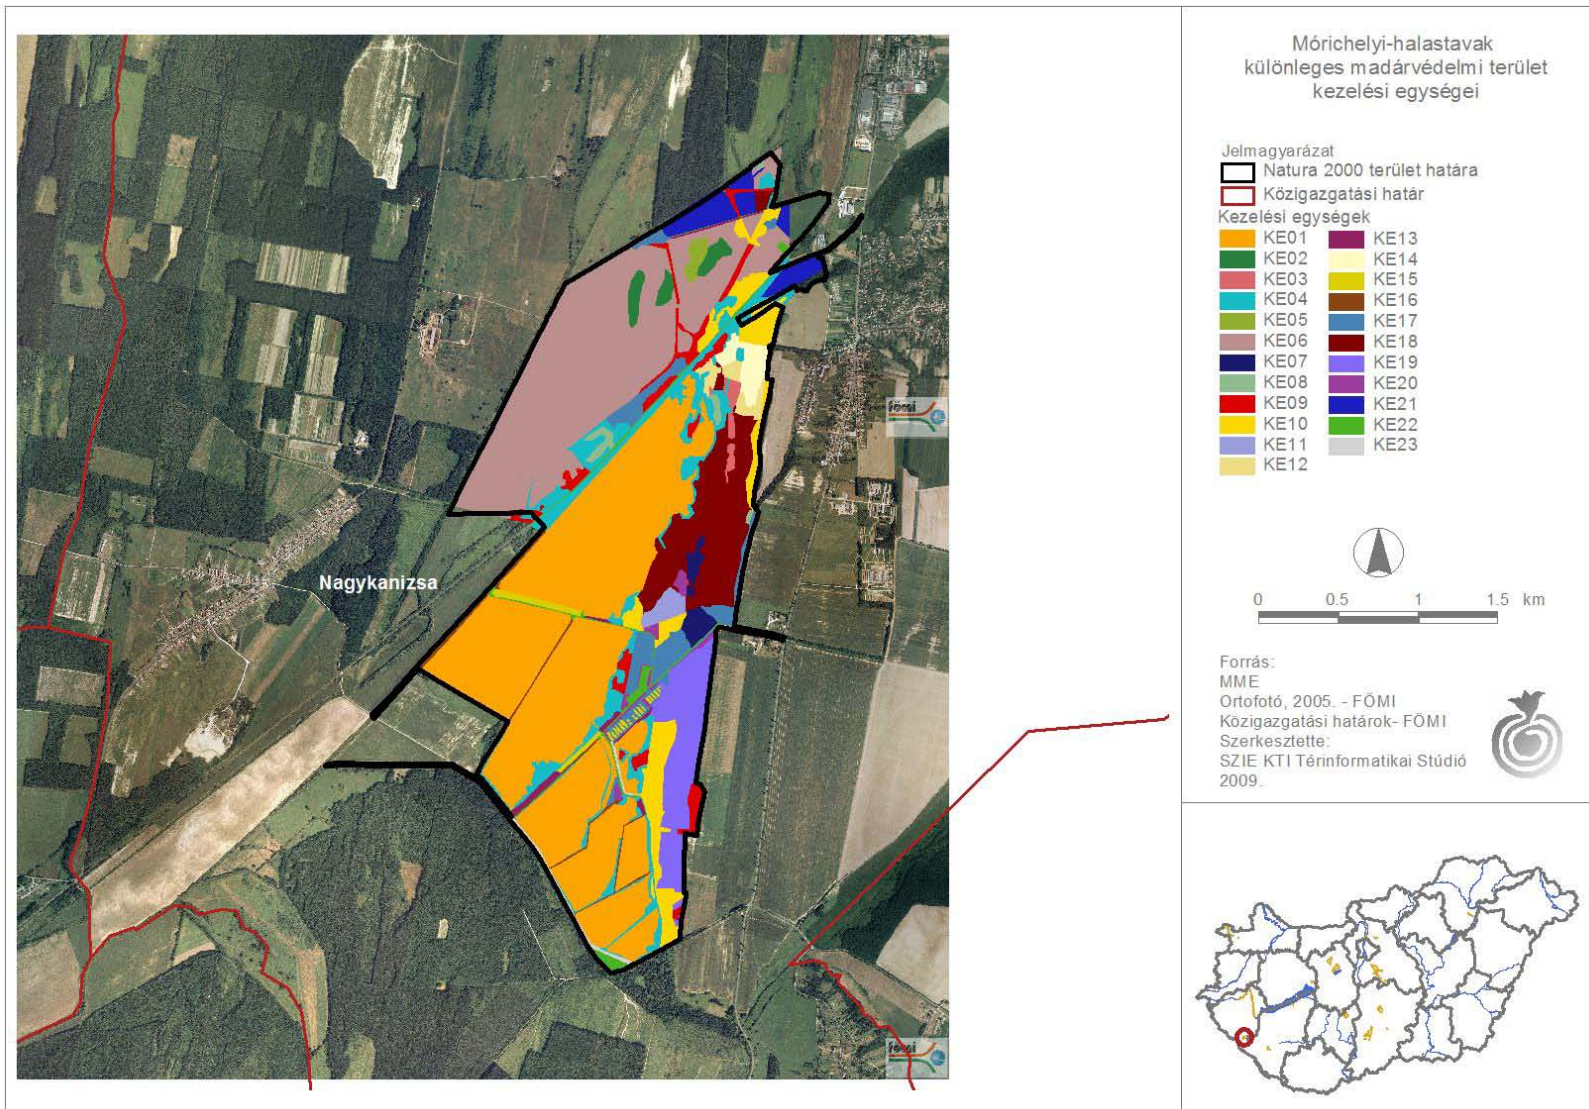 Mórichelyi-halastavak
különleges madárvédelmi terület
kezelési egységei
Jelmagyarázat
Natura 2000 terület határa
Közigazgatási határ
Kezelési egységek
KE01
KE02
KE03
KE04
KE05
KE06
KE07
KE08
KE09
KE10
KE11
KE12
KE13
KE14
KE15
KE16
KE17
KE18
KE19
KE20
KE21
KE22
KE23
Nagykanizsa
fömi
fömi
0 0.5 1 1.5 km
Forrás:
MME
Ortofotó, 2005. - FÖMI
Közigazgatási határok- FÖMI
Szerkesztette:
SZIE KTI Térinformatikai Stúdió
2009.